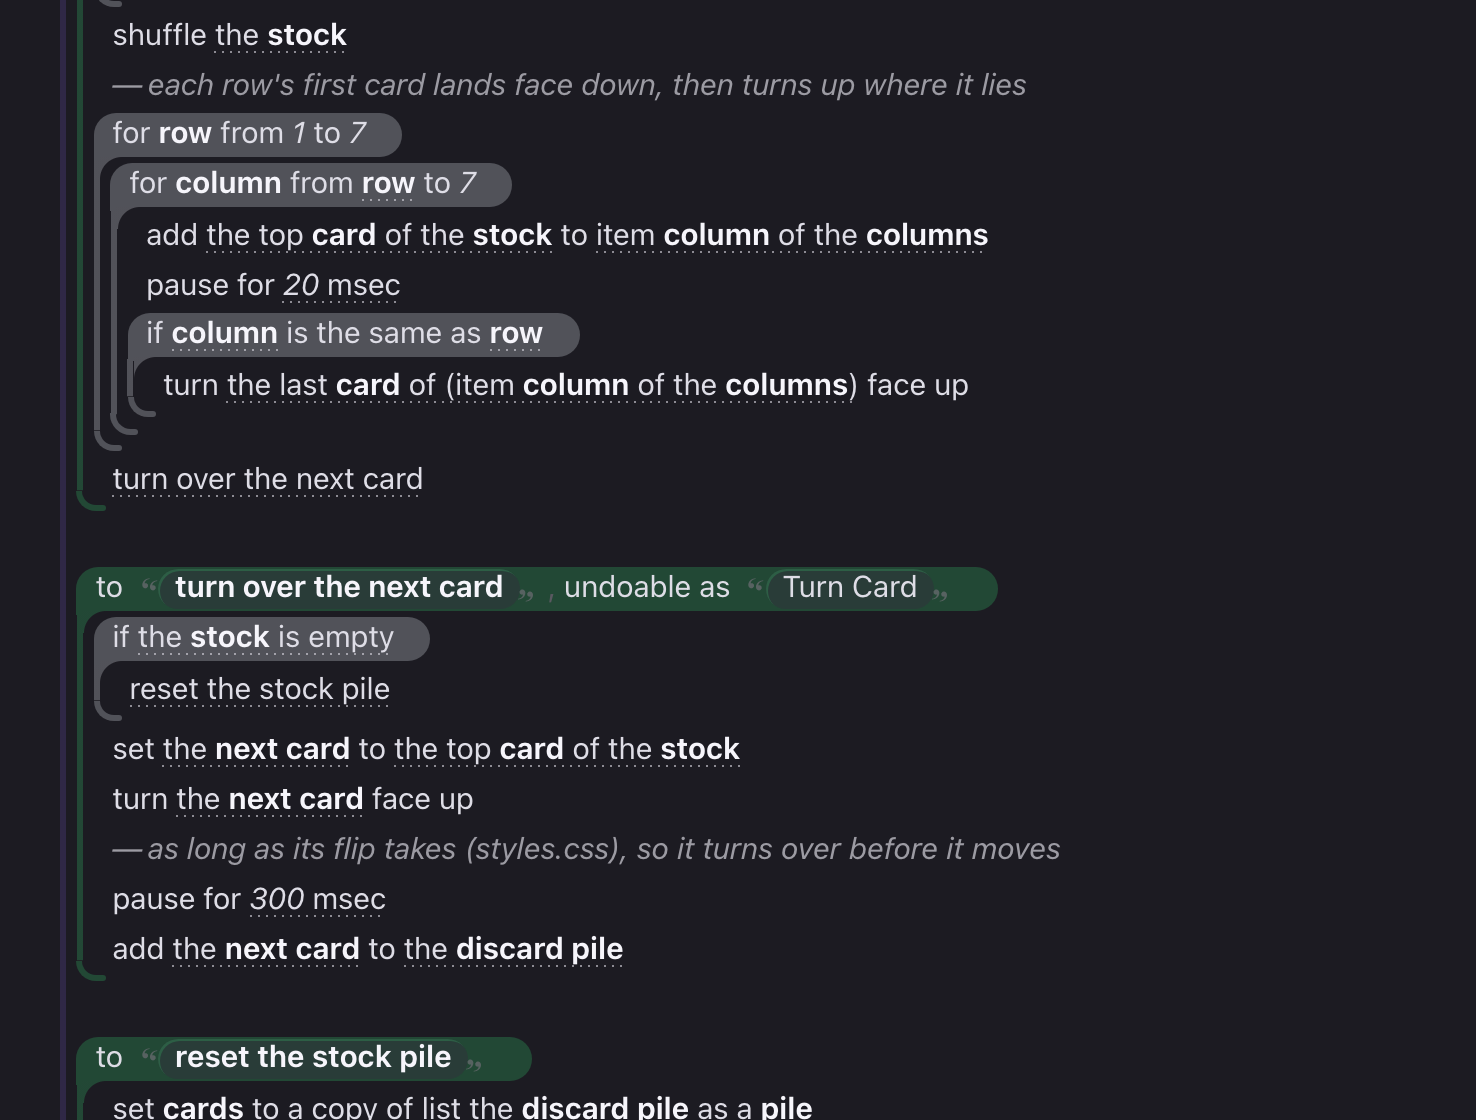 shuffle the stock
— each row's first card lands face down, then turns up where it lies
for row from 1 to 7
for column from row to 7
add the top card of the stock to item column of the columns
pause for 20 msec
if column is the same as row
turn the last card of (item column of the columns) face up
turn over the next card
to “ turn over the next card „ , undoable as “ Turn Card „
if the stock is empty
reset the stock pile
set the next card to the top card of the stock
turn the next card face up
— as long as its flip takes (styles.css), so it turns over before it moves
pause for 300 msec
add the next card to the discard pile
to “ reset the stock pile „
set cards to a copy of list the discard pile as a pile